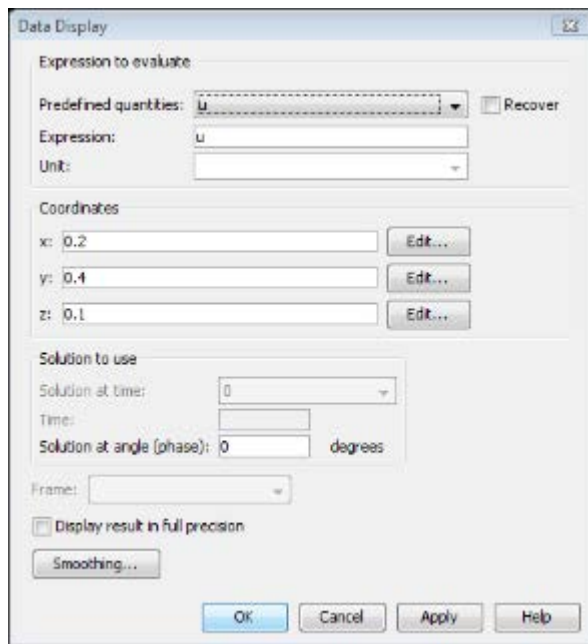 Data Display
Expression to evaluate
Predefined quantities: u Recover
Expression: u
Unit:
Coordinates
x: 0.2 Edit...
y: 0.4 Edit...
z: 0.1 Edit...
Solution to use
Solution at time: 0
Time:
Solution at angle (phase): 0 degrees
Frame:
Display result in full precision
Smoothing...
OK Cancel Apply Help